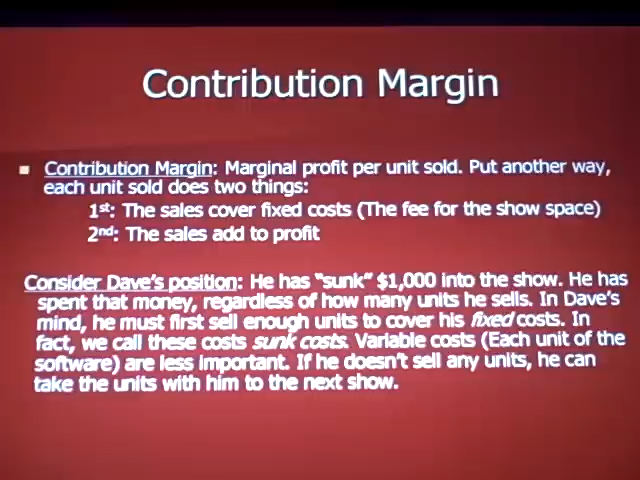 Contribution Margin
Contribution Margin: Marginal profit per unit sold. Put another way,
each unit sold does two things:
1st: The sales cover fixed costs (The fee for the show space)
2nd: The sales add to profit
Consider Dave's position: He has "sunk" $1,000 into the show. He has
spent that money, regardless of how many units he sells. In Dave's
mind, he must first sell enough units to cover his fixed costs. In
fact, we call these costs sunk costs. Variable costs (Each unit of the
software) are less important. If he doesn't sell any units, he can
take the units with him to the next show.